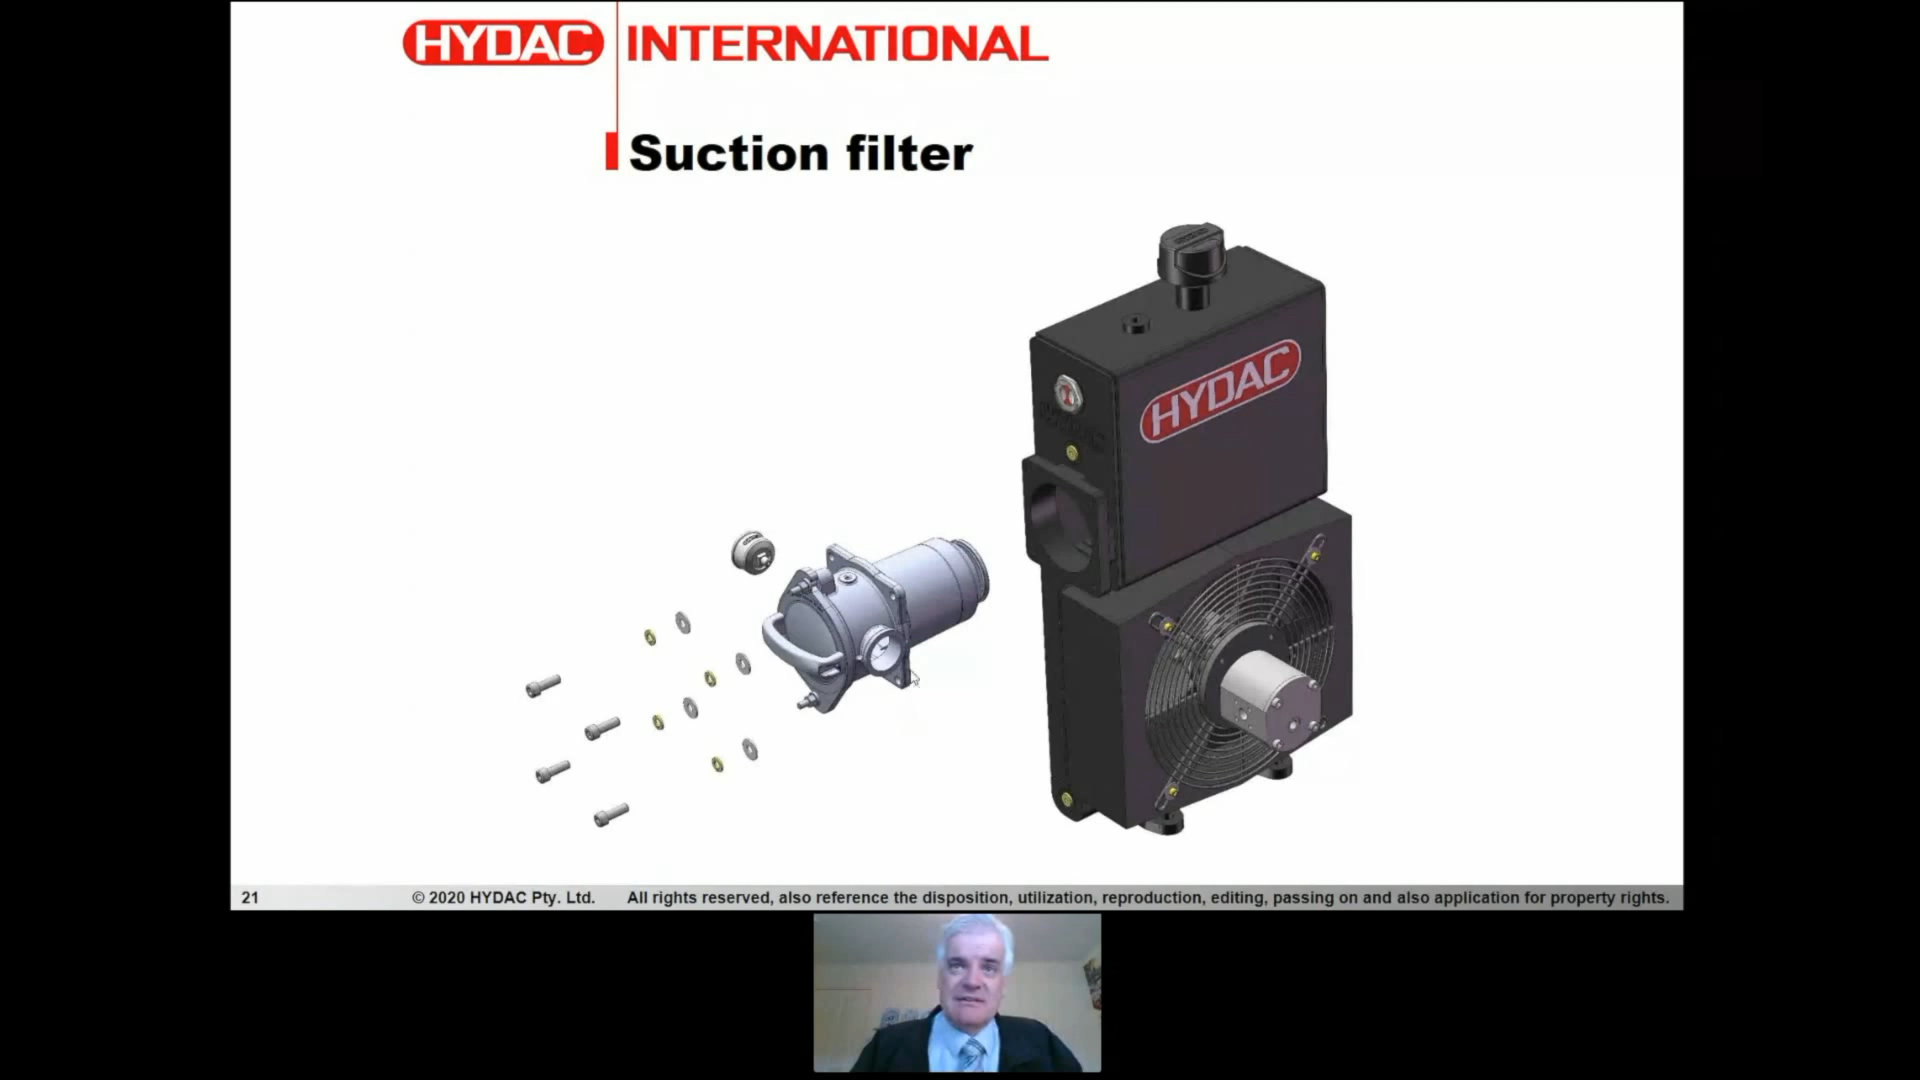 HYDAC INTERNATIONAL
Suction filter
HYDAC
21 © 2020 HYDAC Pty. Ltd. All rights reserved, also reference the disposition, utilization, reproduction, editing, passing on and also application for property rights.